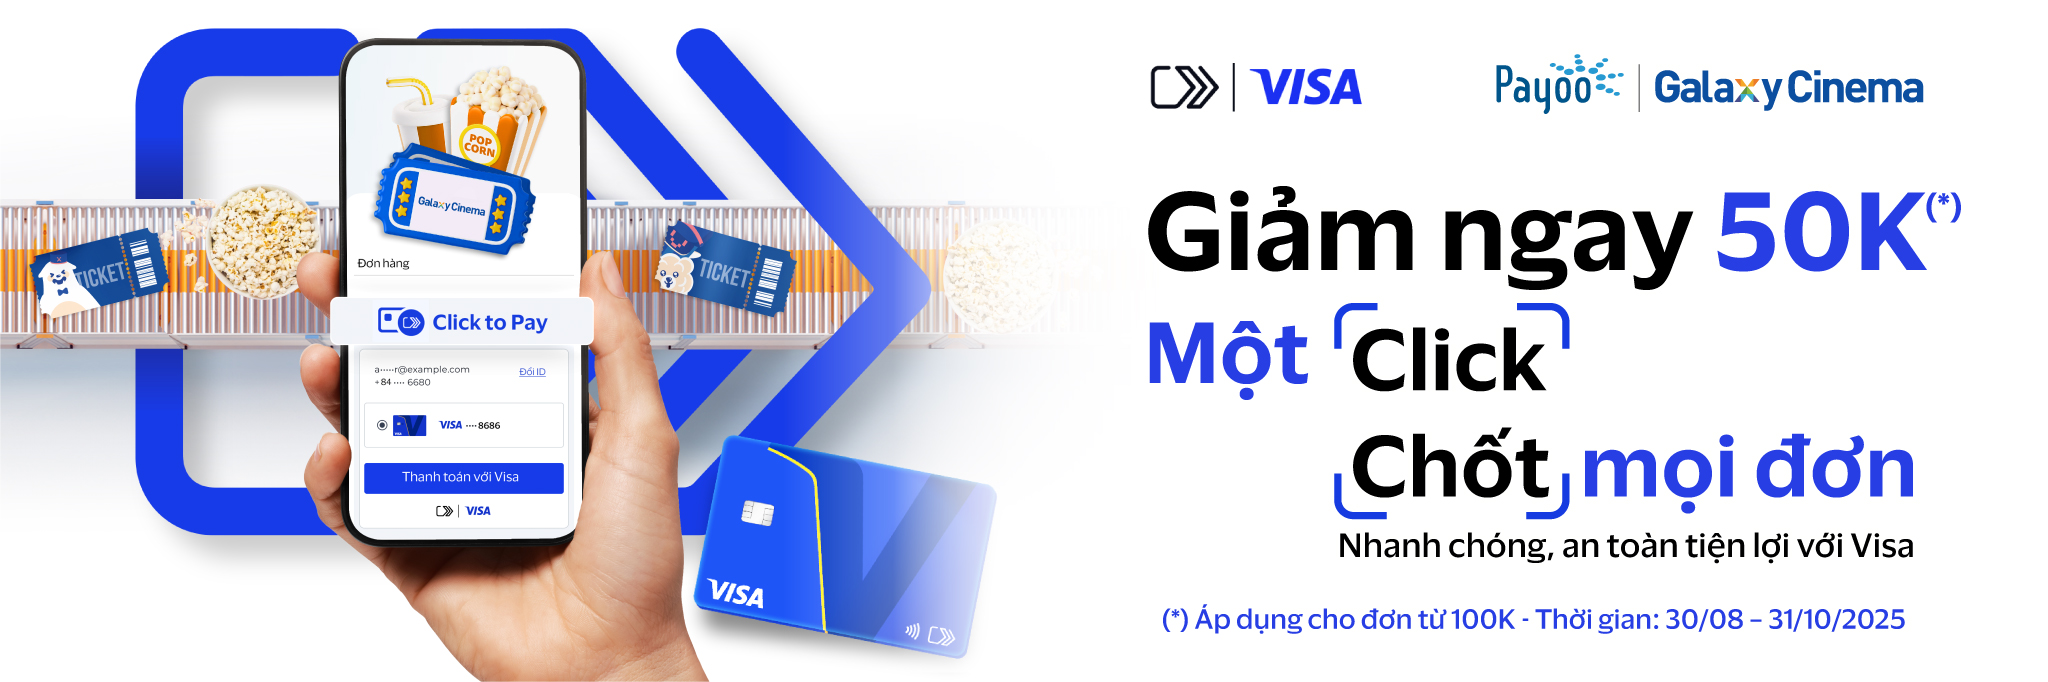 POP
CORN
Galaxy Cinema
TICKET
TICKET
Đơn hàng
Click to Pay
a·····r@example.com
+84 ···· 6680
Đổi ID
VISA
VISA ····8686
Thanh toán với Visa
VISA
VISA
VISA
Payoo
Galaxy Cinema
Giảm ngay 50K(*)
Một Click
Chốt mọi đơn
Nhanh chóng, an toàn tiện lợi với Visa
(*) Áp dụng cho đơn từ 100K - Thời gian: 30/08 – 31/10/2025